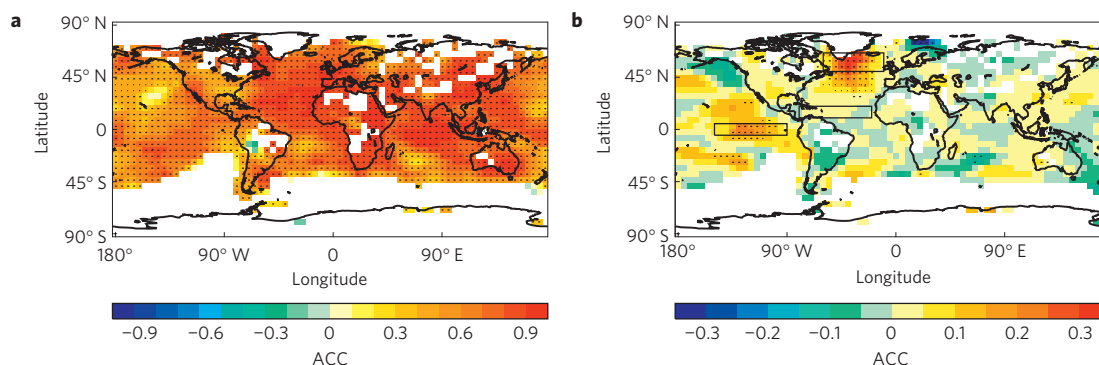 a
90° N
45° N
0
45° S
90° S
Latitude
180°
90° W
0
90° E
Longitude
−0.9
−0.6
−0.3
0
0.3
0.6
0.9
ACC
b
90° N
45° N
0
45° S
90° S
Latitude
180°
90° W
0
90° E
Longitude
−0.3
−0.2
−0.1
0
0.1
0.2
0.3
ACC